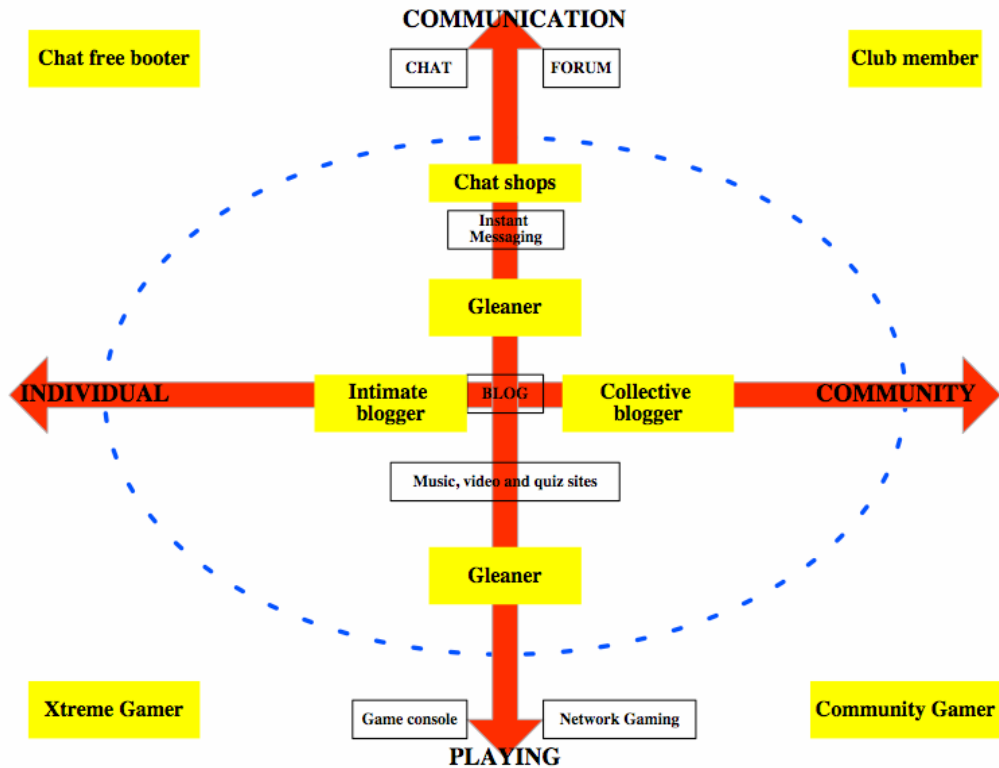 COMMUNICATION
Chat free booter
CHAT
FORUM
Club member
Chat shops
Instant
Messaging
Gleaner
INDIVIDUAL
Intimate
blogger
BLOG
Collective
blogger
COMMUNITY
Music, video and quiz sites
Gleaner
Xtreme Gamer
Game console
Network Gaming
Community Gamer
PLAYING